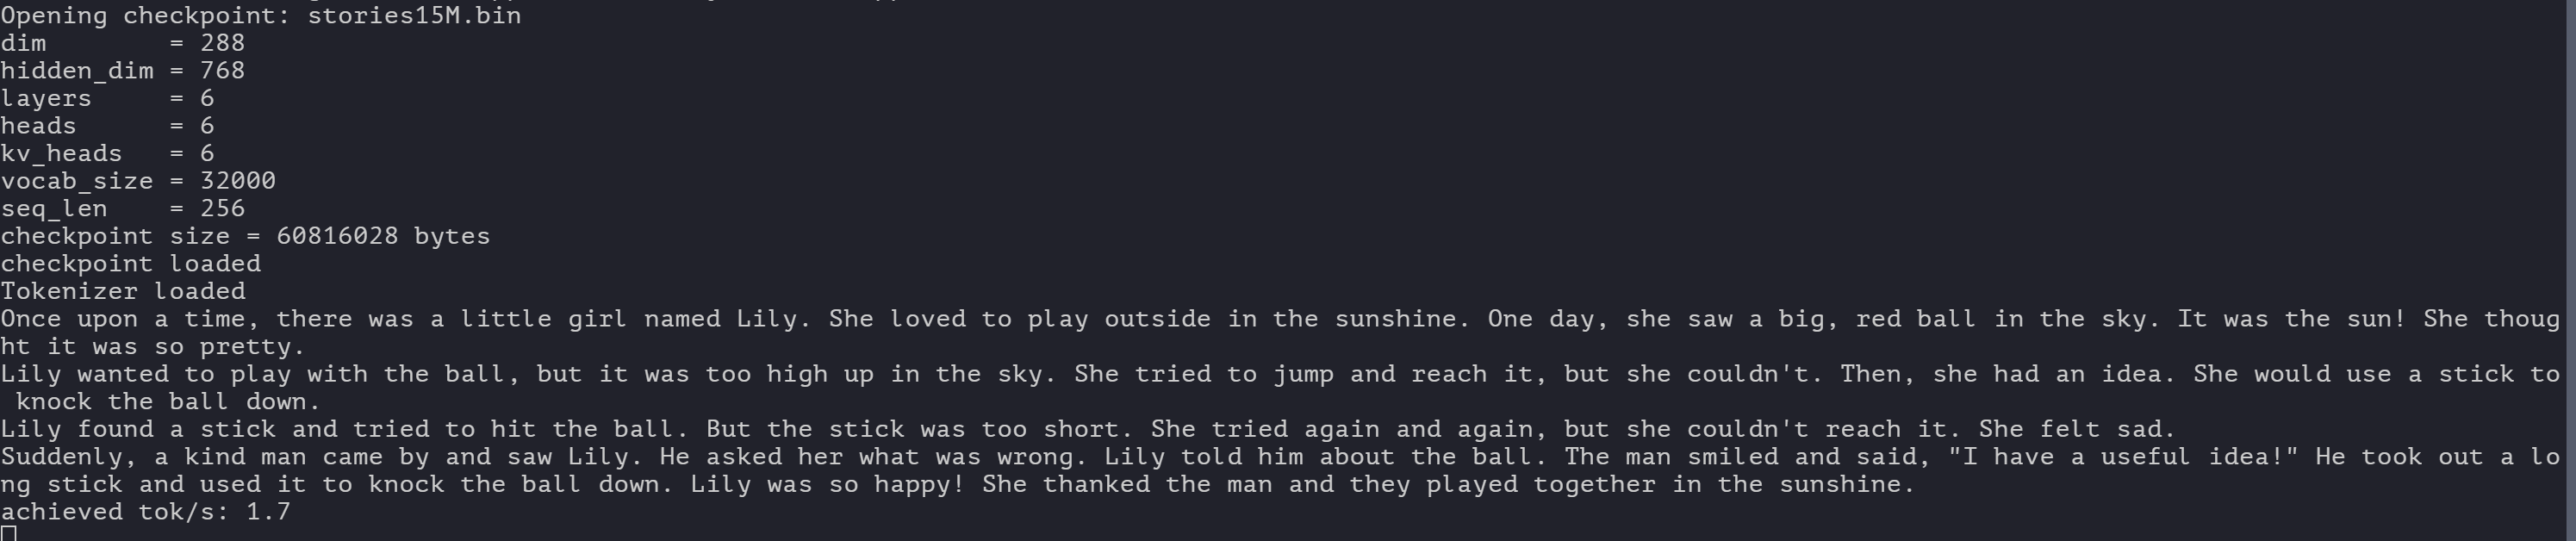 Opening checkpoint: stories15M.bin
dim        = 288
hidden_dim = 768
layers     = 6
heads      = 6
kv_heads   = 6
vocab_size = 32000
seq_len    = 256
checkpoint size = 60816028 bytes
checkpoint loaded
Tokenizer loaded
Once upon a time, there was a little girl named Lily. She loved to play outside in the sunshine. One day, she saw a big, red ball in the sky. It was the sun! She thoug
ht it was so pretty.
Lily wanted to play with the ball, but it was too high up in the sky. She tried to jump and reach it, but she couldn't. Then, she had an idea. She would use a stick to
 knock the ball down.
Lily found a stick and tried to hit the ball. But the stick was too short. She tried again and again, but she couldn't reach it. She felt sad.
Suddenly, a kind man came by and saw Lily. He asked her what was wrong. Lily told him about the ball. The man smiled and said, "I have a useful idea!" He took out a lo
ng stick and used it to knock the ball down. Lily was so happy! She thanked the man and they played together in the sunshine.
achieved tok/s: 1.7